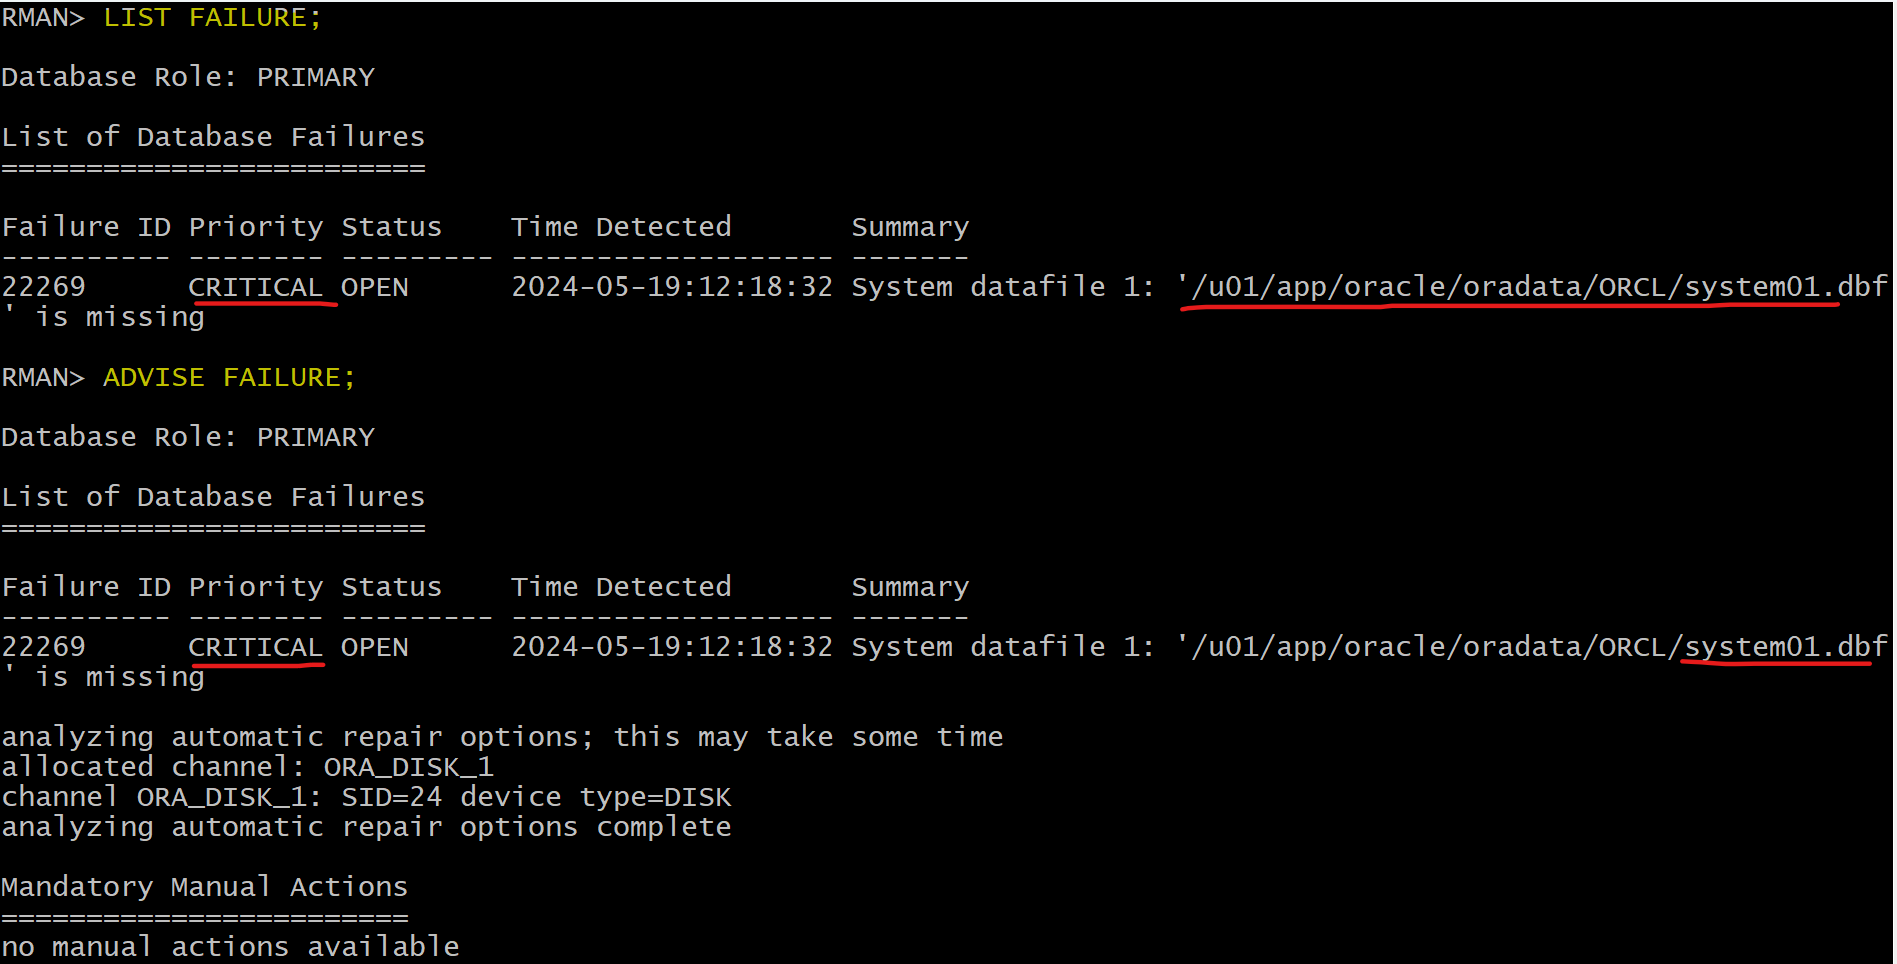 RMAN> LIST FAILURE;
Database Role: PRIMARY
List of Database Failures
=========================
Failure ID Priority Status    Time Detected       Summary
---------- -------- --------- ------------------- -------
22269      CRITICAL OPEN      2024-05-19:12:18:32 System datafile 1: '/u01/app/oracle/oradata/ORCL/system01.dbf
' is missing
RMAN> ADVISE FAILURE;
Database Role: PRIMARY
List of Database Failures
=========================
Failure ID Priority Status    Time Detected       Summary
---------- -------- --------- ------------------- -------
22269      CRITICAL OPEN      2024-05-19:12:18:32 System datafile 1: '/u01/app/oracle/oradata/ORCL/system01.dbf
' is missing
analyzing automatic repair options; this may take some time
allocated channel: ORA_DISK_1
channel ORA_DISK_1: SID=24 device type=DISK
analyzing automatic repair options complete
Mandatory Manual Actions
========================
no manual actions available